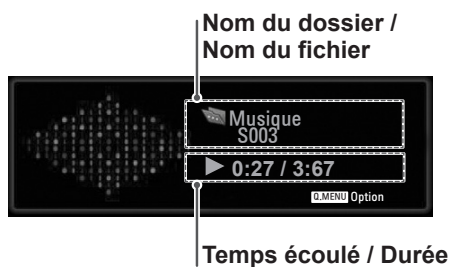 Nom du dossier /
Nom du fichier
Musique
S003
0:27 / 3:67
Q.MENU Option
Temps écoulé / Durée